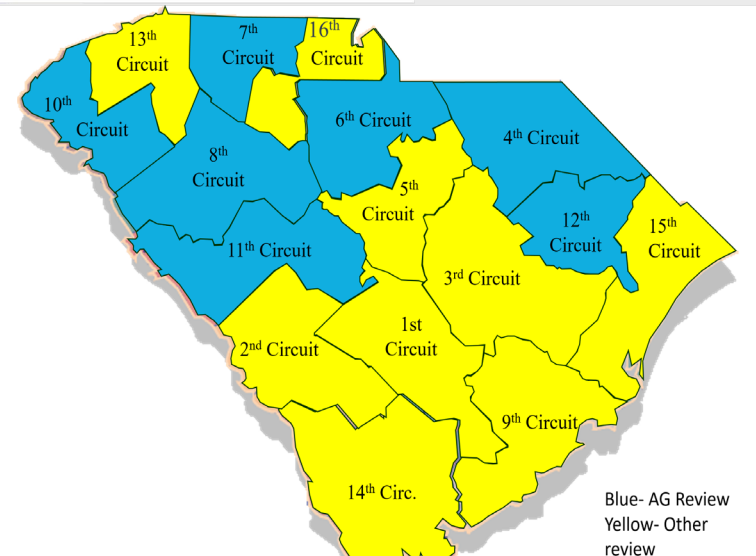 16th
Circuit
7th
Circuit
13th
Circuit
10th
Circuit
6th Circuit
4th Circuit
8th
Circuit
5th
Circuit
12th
Circuit
15th
Circuit
11th Circuit
3rd Circuit
1st
Circuit
2nd Circuit
9th Circuit
14th Circ.
Blue- AG Review
Yellow- Other
review